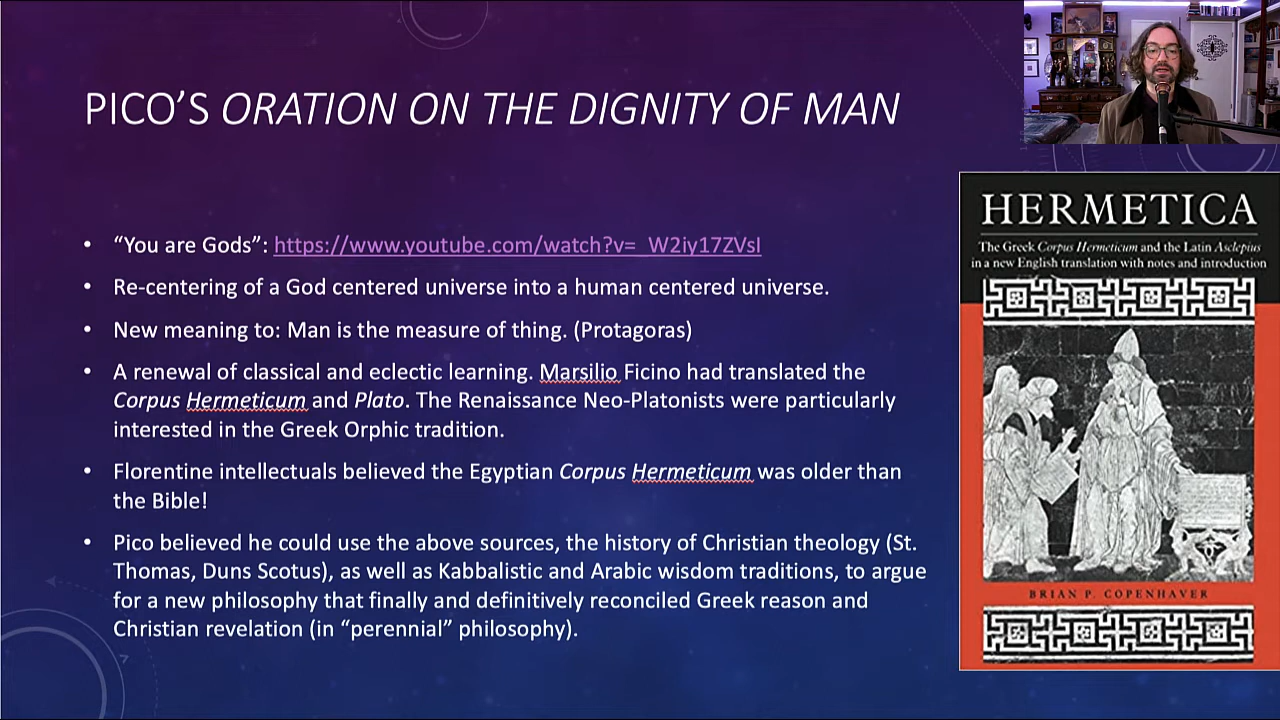 PICO'S ORATION ON THE DIGNITY OF MAN
• "You are Gods": https://www.youtube.com/watch?v=_W2iy17ZVsI
• Re-centering of a God centered universe into a human centered universe.
• New meaning to: Man is the measure of thing. (Protagoras)
• A renewal of classical and eclectic learning. Marsilio Ficino had translated the
Corpus Hermeticum and Plato. The Renaissance Neo-Platonists were particularly
interested in the Greek Orphic tradition.
• Florentine intellectuals believed the Egyptian Corpus Hermeticum was older than
the Bible!
• Pico believed he could use the above sources, the history of Christian theology (St.
Thomas, Duns Scotus), as well as Kabbalistic and Arabic wisdom traditions, to argue
for a new philosophy that finally and definitively reconciled Greek reason and
Christian revelation (in "perennial" philosophy).
HERMETICA
The Greek Corpus Hermeticum and the Latin Asclepius
in a new English translation with notes and introduction
BRIAN P. COPENHAVER